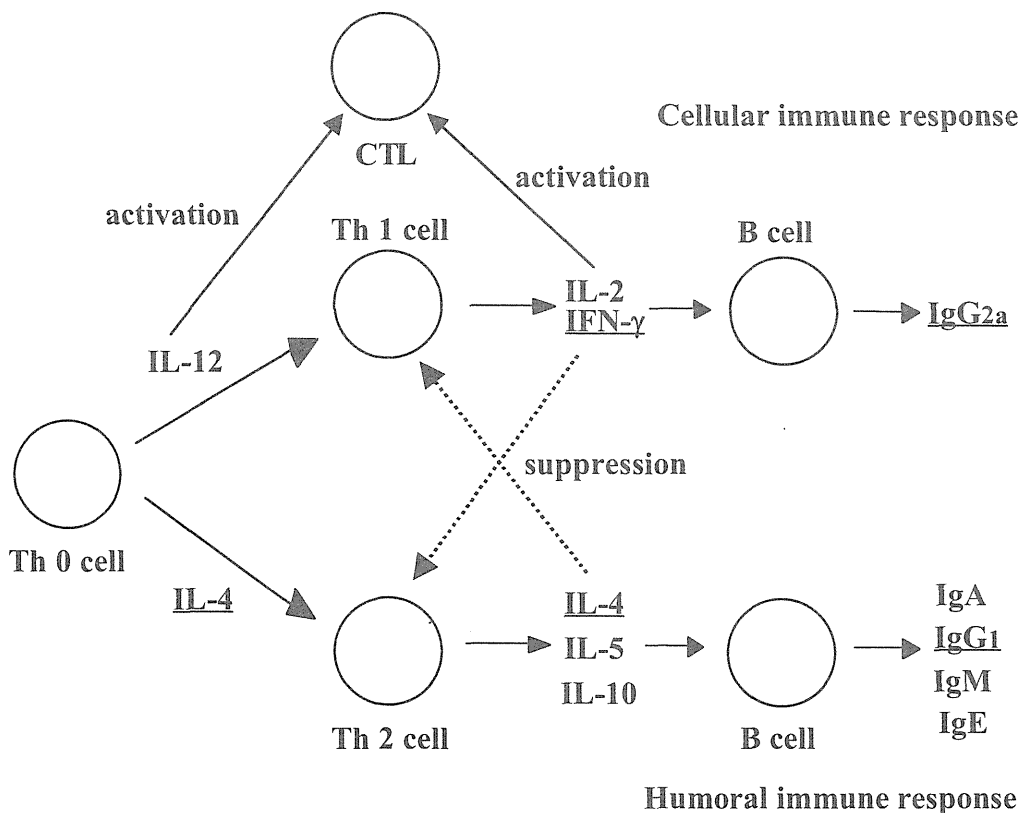 Cellular immune response
CTL
activation
activation
Th 1 cell
B cell
IL-2
IFN-γ
IgG2a
IL-12
suppression
Th 0 cell
IL-4
IL-4
IL-5
IL-10
IgA
IgG1
IgM
IgE
Th 2 cell
B cell
Humoral immune response